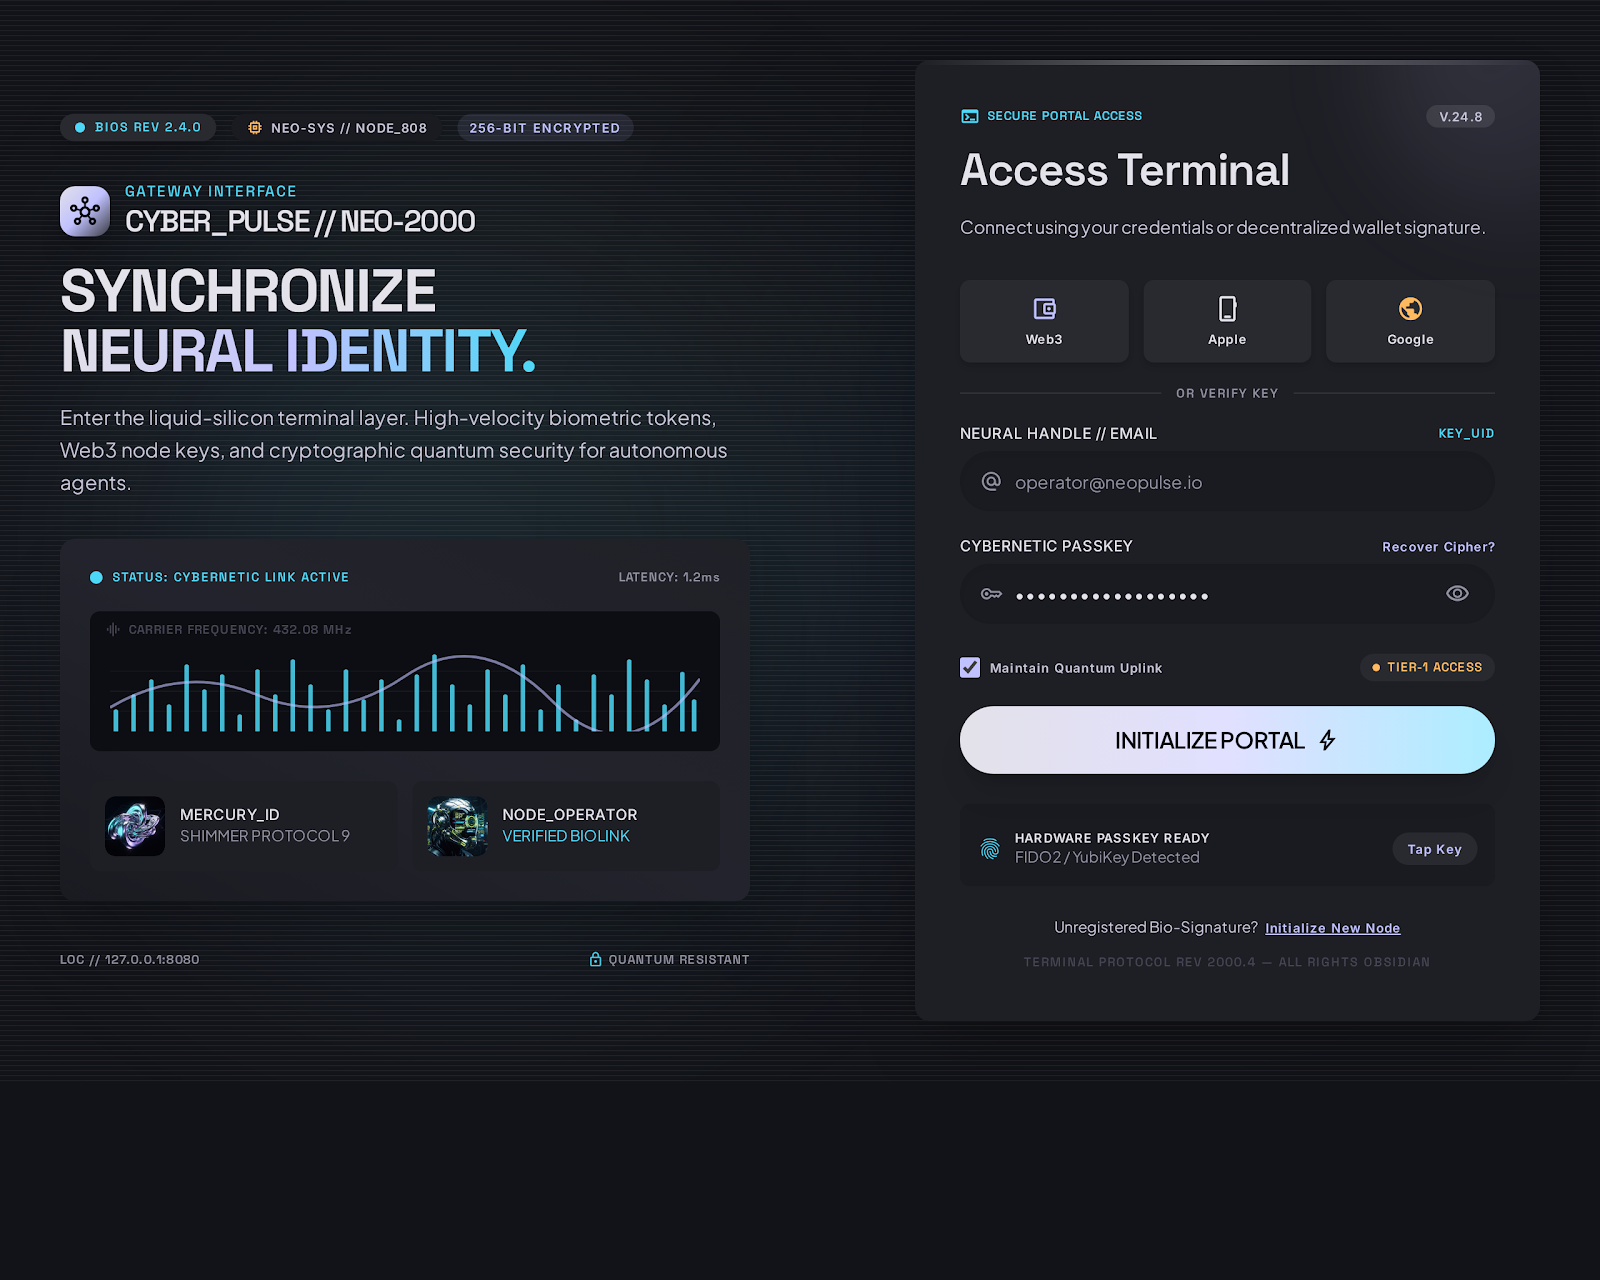 BIOS REV 2.4.0
NEO-SYS // NODE_808
256-BIT ENCRYPTED
GATEWAY INTERFACE
CYBER_PULSE // NEO-2000
SYNCHRONIZE
NEURAL IDENTITY.
Enter the liquid-silicon terminal layer. High-velocity biometric tokens,
Web3 node keys, and cryptographic quantum security for autonomous
agents.
STATUS: CYBERNETIC LINK ACTIVE
LATENCY: 1.2ms
CARRIER FREQUENCY: 432.08 MHz
MERCURY_ID
SHIMMER PROTOCOL 9
NODE_OPERATOR
VERIFIED BIOLINK
LOC // 127.0.0.1:8080
QUANTUM RESISTANT
SECURE PORTAL ACCESS
V.24.8
Access Terminal
Connect using your credentials or decentralized wallet signature.
Web3
Apple
Google
OR VERIFY KEY
NEURAL HANDLE // EMAIL
KEY_UID
operator@neopulse.io
CYBERNETIC PASSKEY
Recover Cipher?
••••••••••••••••••
Maintain Quantum Uplink
TIER-1 ACCESS
INITIALIZE PORTAL
HARDWARE PASSKEY READY
FIDO2 / YubiKey Detected
Tap Key
Unregistered Bio-Signature? Initialize New Node
TERMINAL PROTOCOL REV 2000.4 — ALL RIGHTS OBSIDIAN